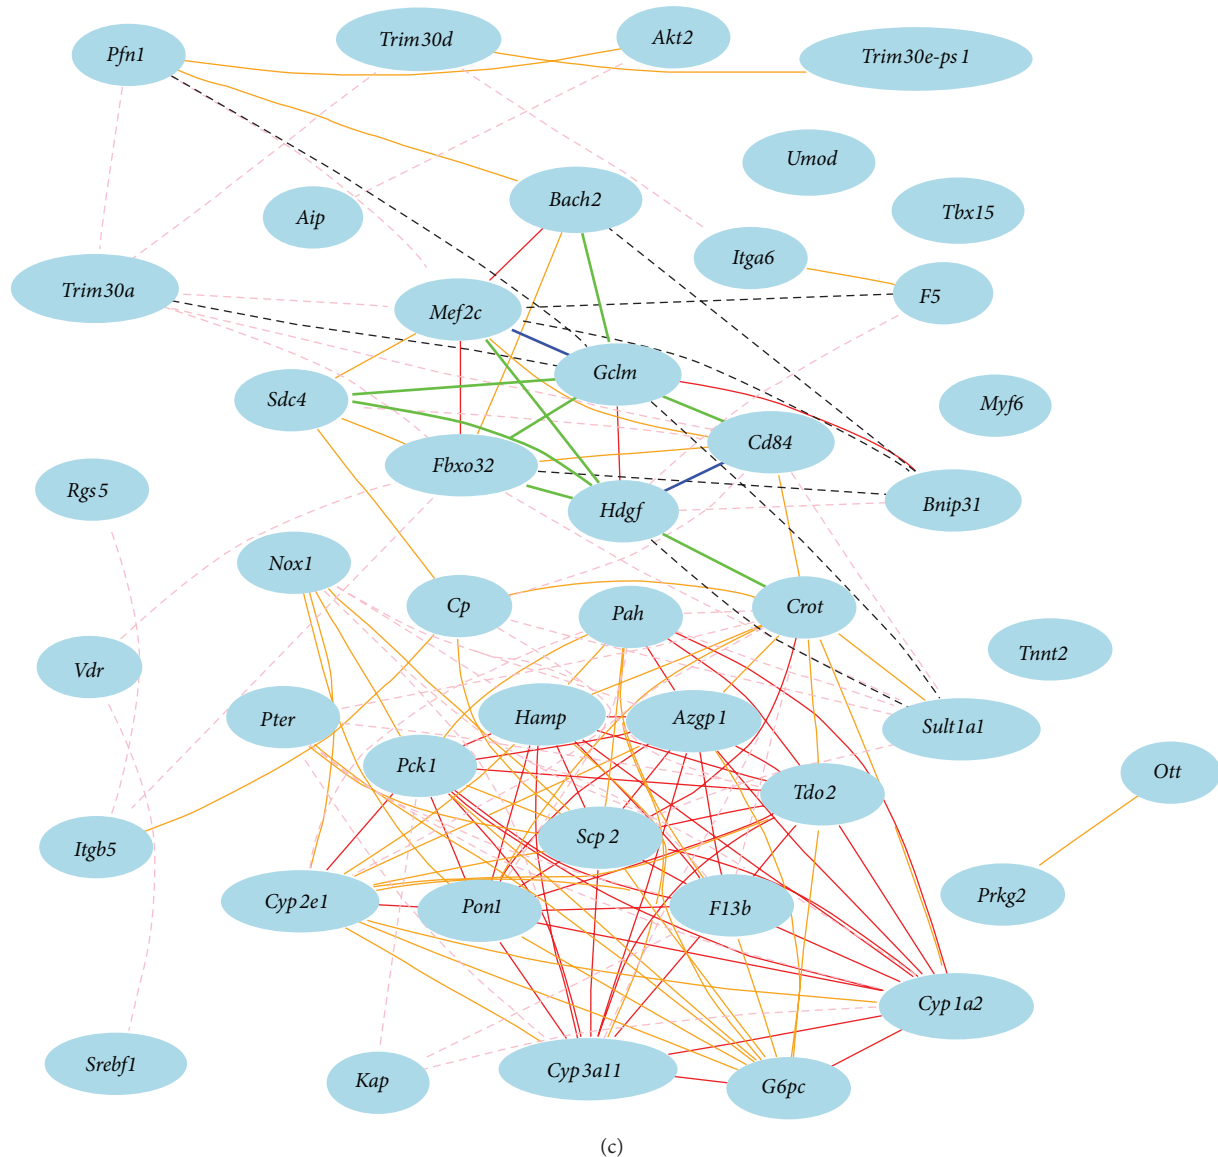 Pfn1
Trim30d
Akt2
Trim30e-ps1
Umod
Bach2
Aip
Tbx15
Itga6
Trim30a
F5
Mef2c
Gclm
Sdc4
Myf6
Cd84
Fbxo32
Rgs5
Bnip31
Hdgf
Nox1
Cp
Pah
Crot
Tnnt2
Vdr
Pter
Hamp
Azgp1
Sult1a1
Pck1
Ott
Tdo2
Scp2
Itgb5
Prkg2
Cyp2e1
Pon1
F13b
Cyp1a2
Srebf1
Kap
Cyp3a11
G6pc
(c)